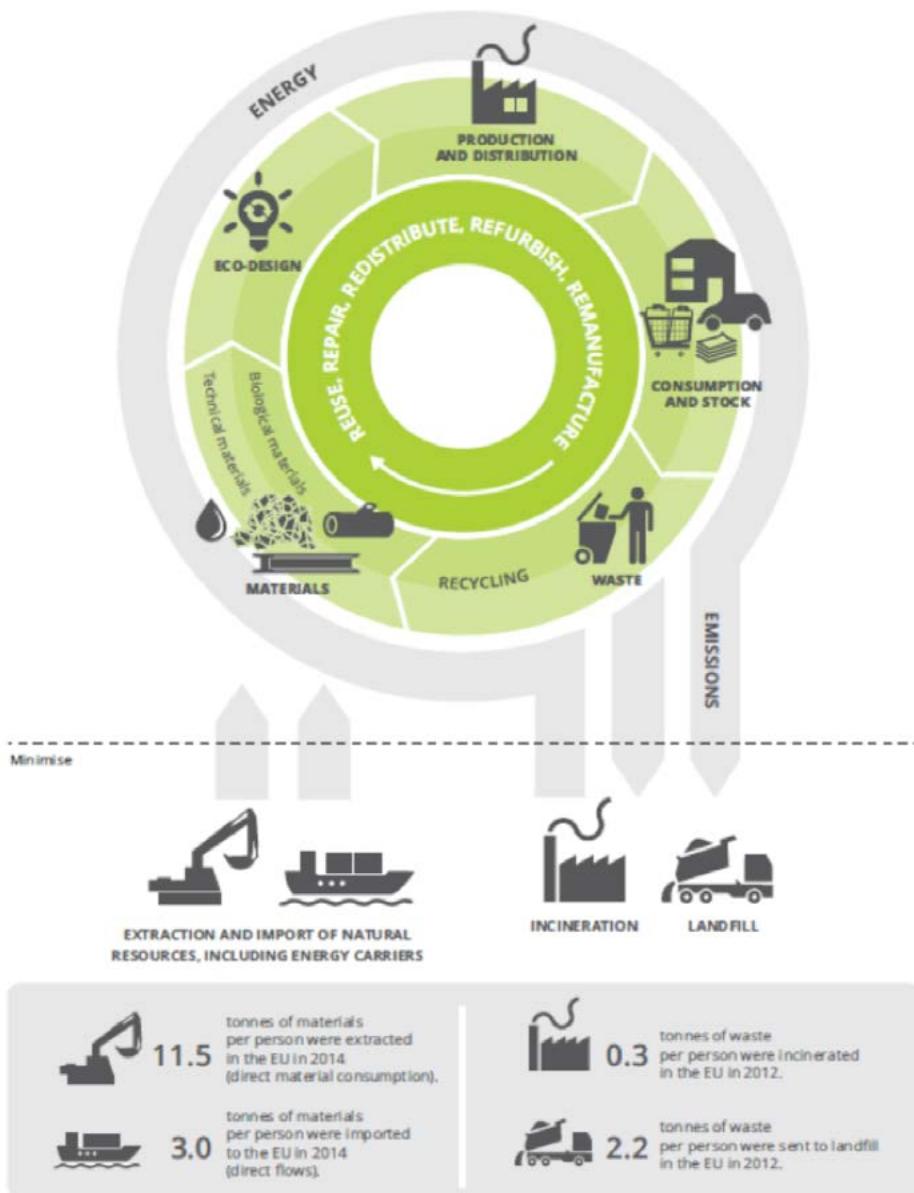 ENERGY
PRODUCTION
AND DISTRIBUTION
ECO-DESIGN
REUSE, REPAIR, REDISTRIBUTE, REFURBISH, REMANUFACTURE
CONSUMPTION
AND STOCK
Technical materials
Biological materials
MATERIALS
RECYCLING
WASTE
EMISSIONS
Minimise
EXTRACTION AND IMPORT OF NATURAL
RESOURCES, INCLUDING ENERGY CARRIERS
INCINERATION
LANDFILL
11.5
tonnes of materials
per person were extracted
in the EU in 2014
(direct material consumption).
3.0
tonnes of materials
per person were imported
to the EU in 2014
(direct flows).
0.3
tonnes of waste
per person were incinerated
in the EU in 2012.
2.2
tonnes of waste
per person were sent to landfill
in the EU in 2012.